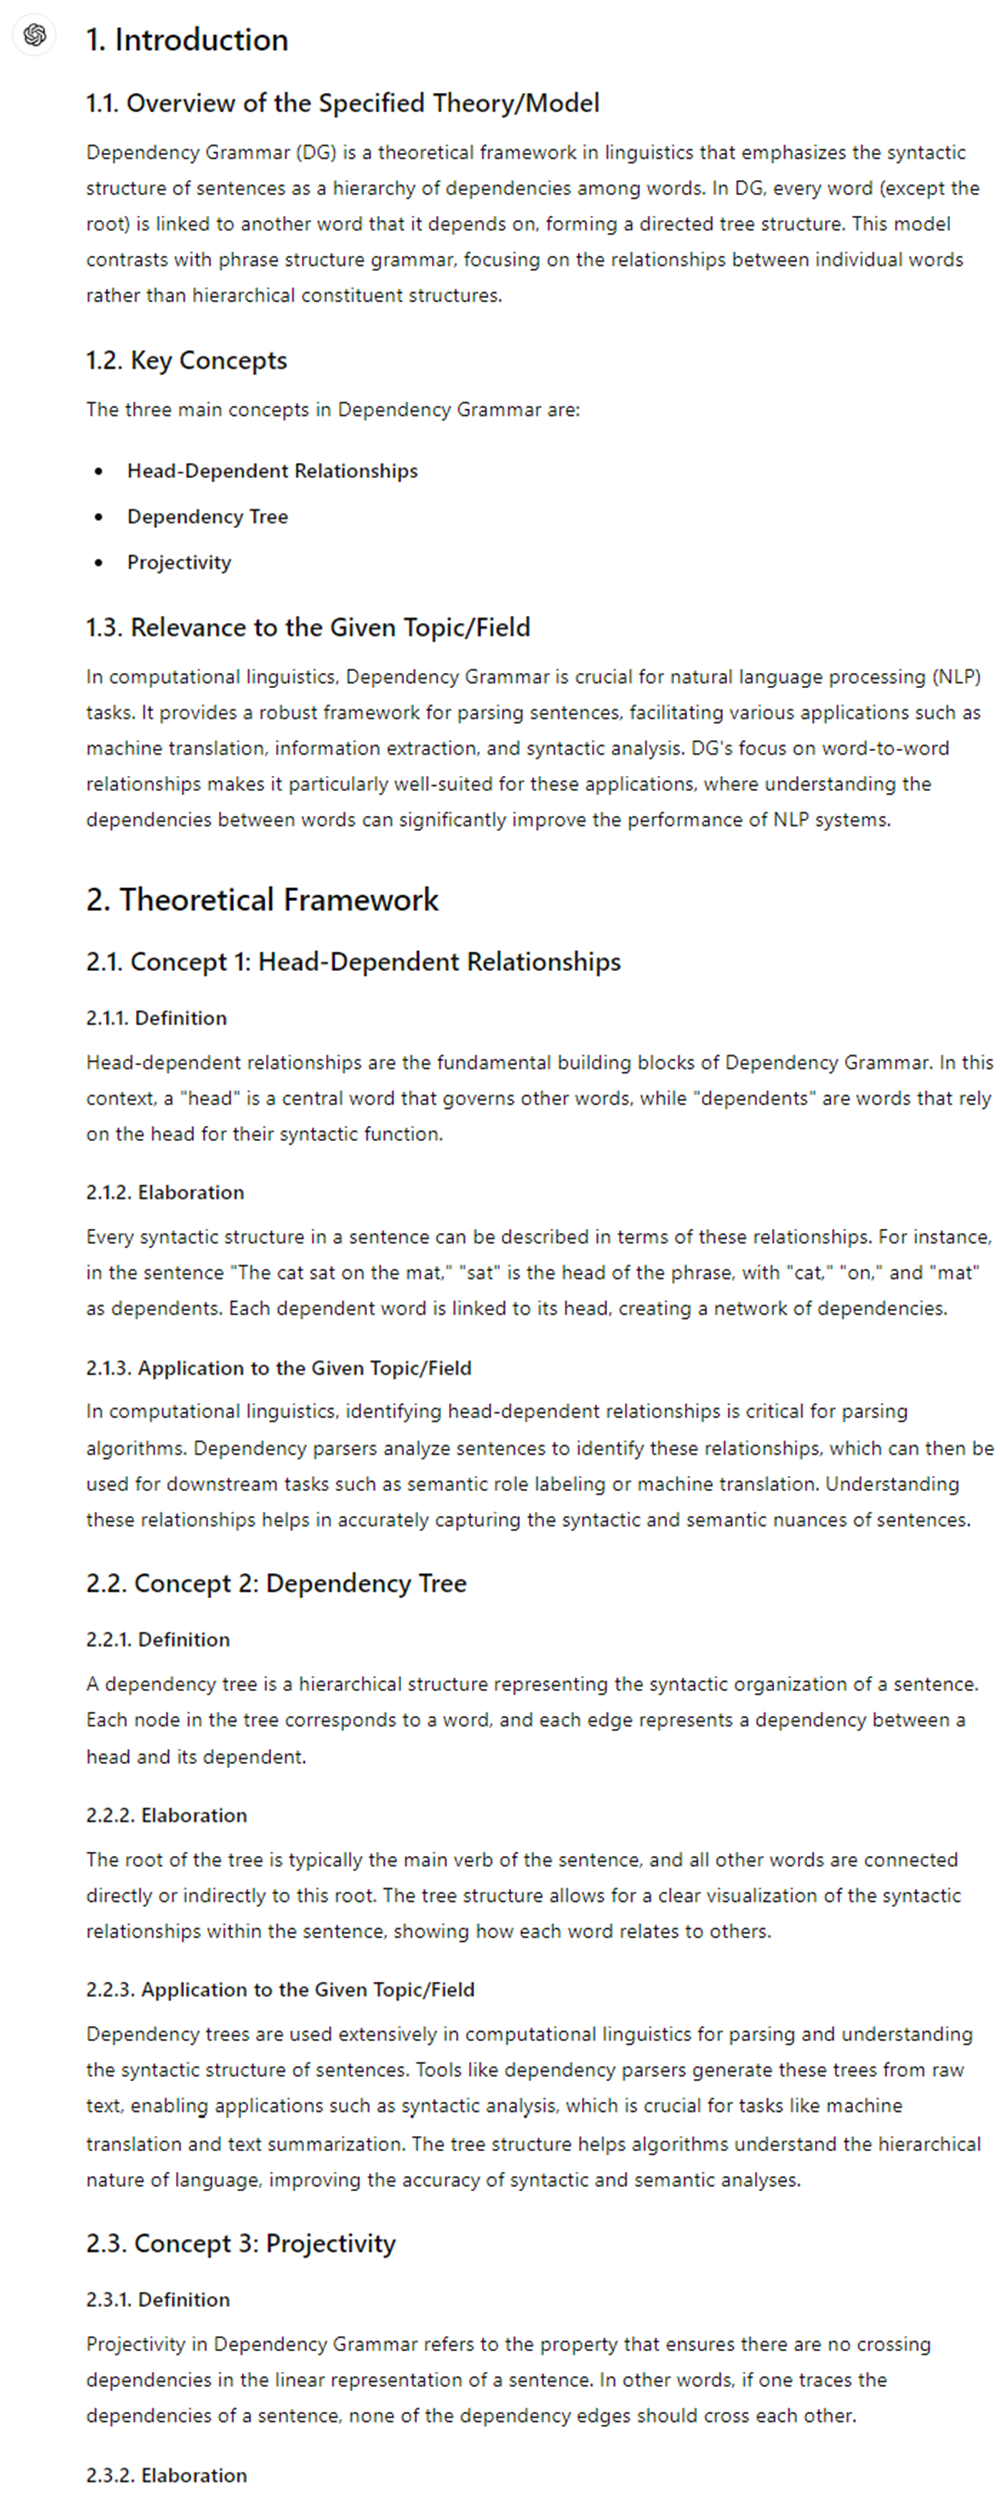 1. Introduction
1.1. Overview of the Specified Theory/Model
Dependency Grammar (DG) is a theoretical framework in linguistics that emphasizes the syntactic
structure of sentences as a hierarchy of dependencies among words. In DG, every word (except the
root) is linked to another word that it depends on, forming a directed tree structure. This model
contrasts with phrase structure grammar, focusing on the relationships between individual words
rather than hierarchical constituent structures.
1.2. Key Concepts
The three main concepts in Dependency Grammar are:
• Head-Dependent Relationships
• Dependency Tree
• Projectivity
1.3. Relevance to the Given Topic/Field
In computational linguistics, Dependency Grammar is crucial for natural language processing (NLP)
tasks. It provides a robust framework for parsing sentences, facilitating various applications such as
machine translation, information extraction, and syntactic analysis. DG's focus on word-to-word
relationships makes it particularly well-suited for these applications, where understanding the
dependencies between words can significantly improve the performance of NLP systems.
2. Theoretical Framework
2.1. Concept 1: Head-Dependent Relationships
2.1.1. Definition
Head-dependent relationships are the fundamental building blocks of Dependency Grammar. In this
context, a "head" is a central word that governs other words, while "dependents" are words that rely
on the head for their syntactic function.
2.1.2. Elaboration
Every syntactic structure in a sentence can be described in terms of these relationships. For instance,
in the sentence "The cat sat on the mat," "sat" is the head of the phrase, with "cat," "on," and "mat"
as dependents. Each dependent word is linked to its head, creating a network of dependencies.
2.1.3. Application to the Given Topic/Field
In computational linguistics, identifying head-dependent relationships is critical for parsing
algorithms. Dependency parsers analyze sentences to identify these relationships, which can then be
used for downstream tasks such as semantic role labeling or machine translation. Understanding
these relationships helps in accurately capturing the syntactic and semantic nuances of sentences.
2.2. Concept 2: Dependency Tree
2.2.1. Definition
A dependency tree is a hierarchical structure representing the syntactic organization of a sentence.
Each node in the tree corresponds to a word, and each edge represents a dependency between a
head and its dependent.
2.2.2. Elaboration
The root of the tree is typically the main verb of the sentence, and all other words are connected
directly or indirectly to this root. The tree structure allows for a clear visualization of the syntactic
relationships within the sentence, showing how each word relates to others.
2.2.3. Application to the Given Topic/Field
Dependency trees are used extensively in computational linguistics for parsing and understanding
the syntactic structure of sentences. Tools like dependency parsers generate these trees from raw
text, enabling applications such as syntactic analysis, which is crucial for tasks like machine
translation and text summarization. The tree structure helps algorithms understand the hierarchical
nature of language, improving the accuracy of syntactic and semantic analyses.
2.3. Concept 3: Projectivity
2.3.1. Definition
Projectivity in Dependency Grammar refers to the property that ensures there are no crossing
dependencies in the linear representation of a sentence. In other words, if one traces the
dependencies of a sentence, none of the dependency edges should cross each other.
2.3.2. Elaboration